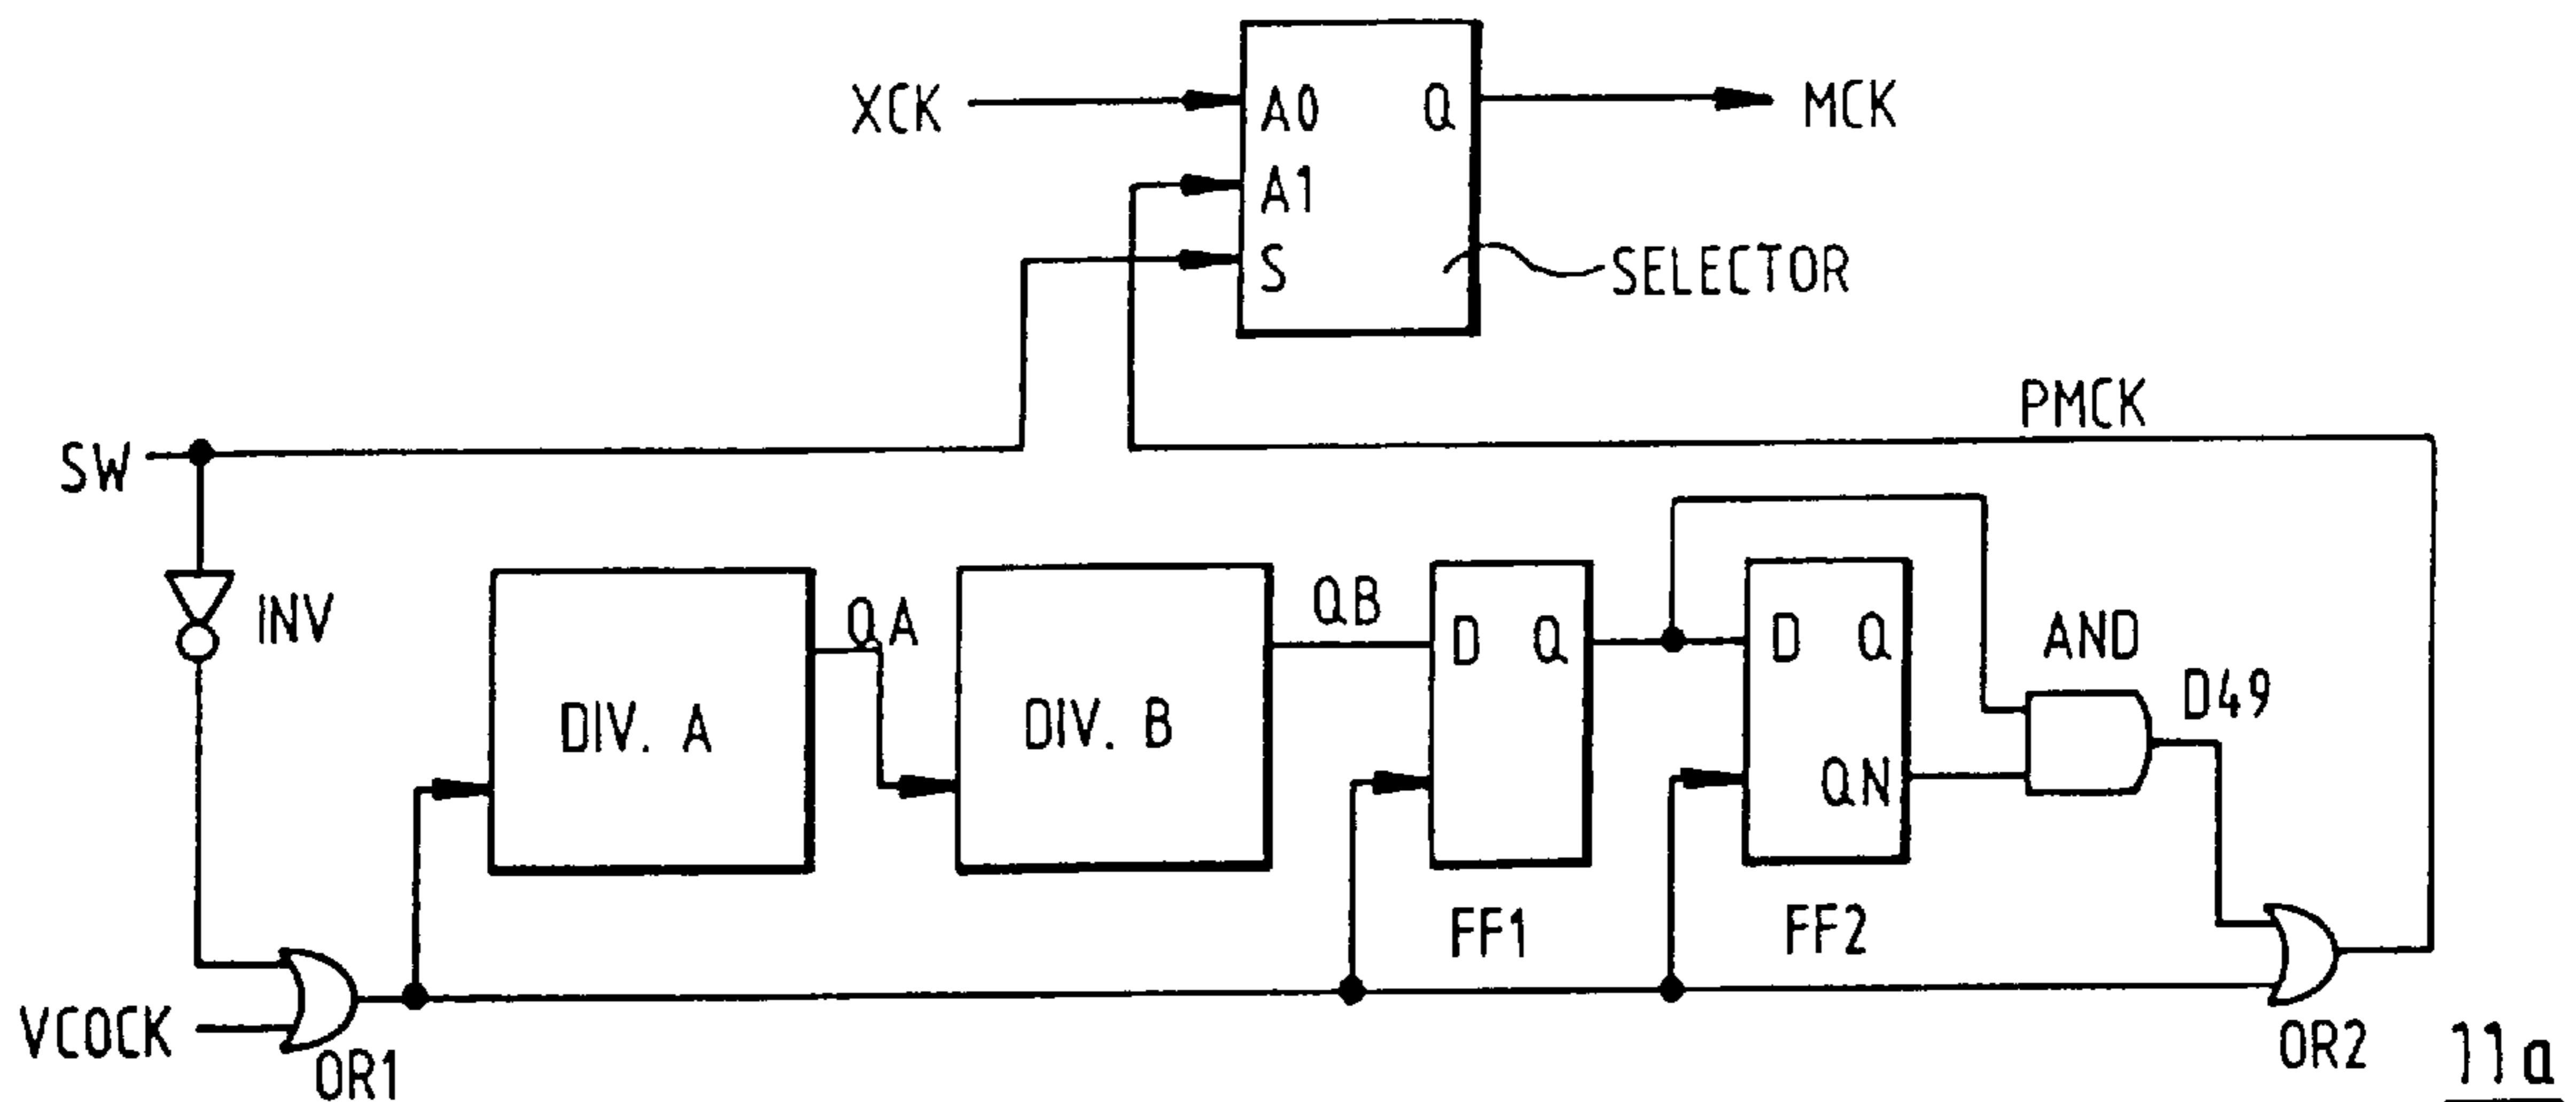 XCK
A0
Q
MCK
A1
S
SELECTOR
PMCK
SW
INV
QA
QB
DIV. A
DIV. B
D
Q
D
Q
QN
AND
D49
FF1
FF2
VCOCK
OR1
OR2
11a